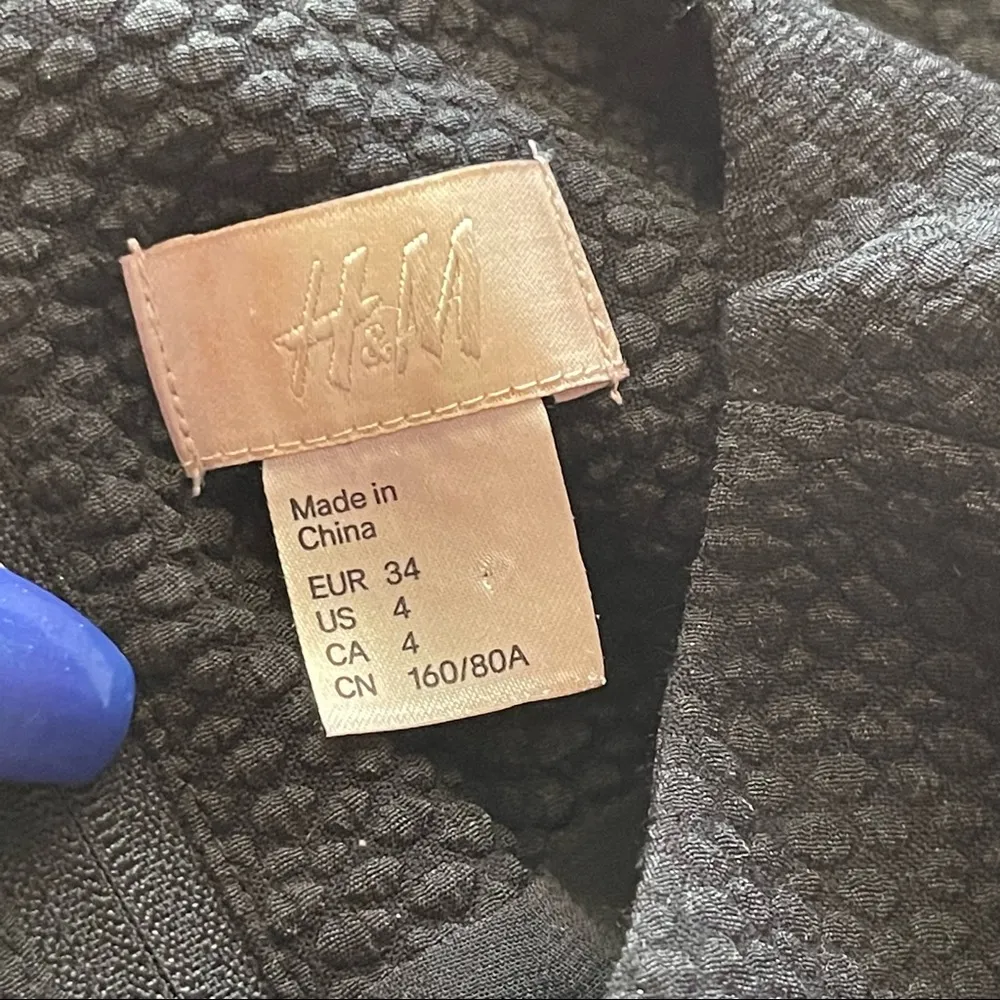 H&M
Made in
China
EUR 34
US 4
CA 4
CN 160/80A